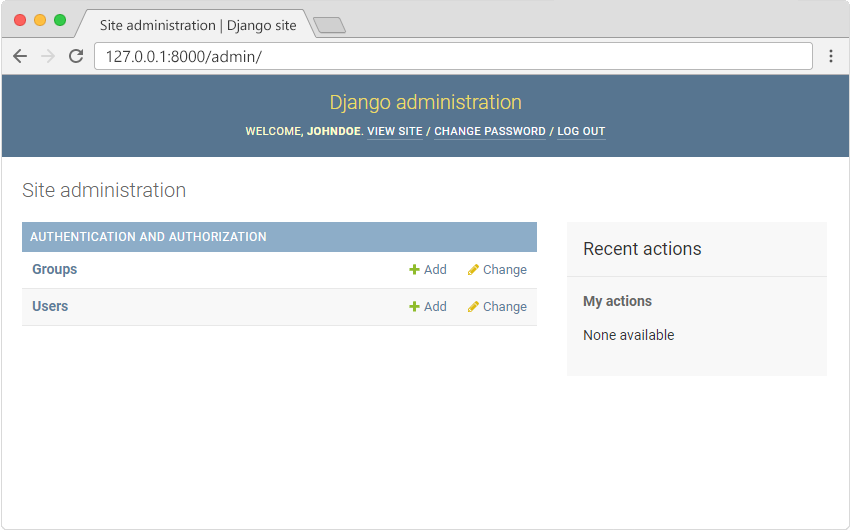 Site administration | Django site
127.0.0.1:8000/admin/
Django administration
WELCOME, JOHNDOE. VIEW SITE / CHANGE PASSWORD / LOG OUT
Site administration
AUTHENTICATION AND AUTHORIZATION
Groups Add Change
Users Add Change
Recent actions
My actions
None available